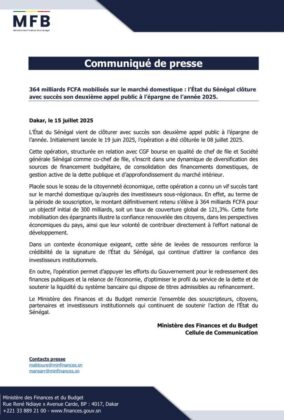 MFB
Communiqué de presse
364 milliards FCFA mobilisés sur le marché domestique : l'État du Sénégal clôture
avec succès son deuxième appel public à l'épargne de l'année 2025.
Dakar, le 15 juillet 2025
L'État du Sénégal vient de clôturer avec succès son deuxième appel public à l'épargne de
l'année. Initialement lancée le 19 juin 2025, l'opération a été clôturée le 08 juillet 2025.
Cette opération, structurée en relation avec CGF Bourse en qualité de chef de file et Société
générale Sénégal comme co-chef de file, s'inscrit dans une dynamique de diversification des
sources de financement budgétaire, de consolidation des financements domestiques, de
gestion active de la dette publique et d'approfondissement du marché intérieur.
Placée sous le sceau de la citoyenneté économique, cette opération a connu un vif succès tant
sur le marché domestique qu'auprès des investisseurs sous-régionaux. En effet, au terme de
la période de souscription, le montant définitivement retenu s'élève à 364 milliards FCFA pour
un objectif initial de 300 milliards, soit un taux de couverture global de 121,3%. Cette forte
mobilisation des épargnants illustre la confiance renouvelée des citoyens, dans les perspectives
économiques du pays, ainsi que leur volonté de contribuer directement à l'effort national de
développement.
Dans un contexte économique exigeant, cette série de levées de ressources renforce la
crédibilité de la signature de l'État du Sénégal, qui continue d'attirer la confiance des
investisseurs institutionnels.
En outre, l'opération permet d'appuyer les efforts du Gouvernement pour le redressement des
finances publiques et la relance de l'économie, d'optimiser le profil du service de la dette et de
soutenir la liquidité du système bancaire qui dispose de titres admissibles au refinancement.
Le Ministère des Finances et du Budget remercie l'ensemble des souscripteurs, citoyens,
partenaires et investisseurs institutionnels qui continuent de soutenir l'action de l'État du
Sénégal.
Ministère des Finances et du Budget
Cellule de Communication
Contacts presse
Ministère des Finances et du Budget
Rue René Ndiaye x Avenue Carde, BP : 4017, Dakar
+221 33 889 21 00 - www.finances.gouv.sn